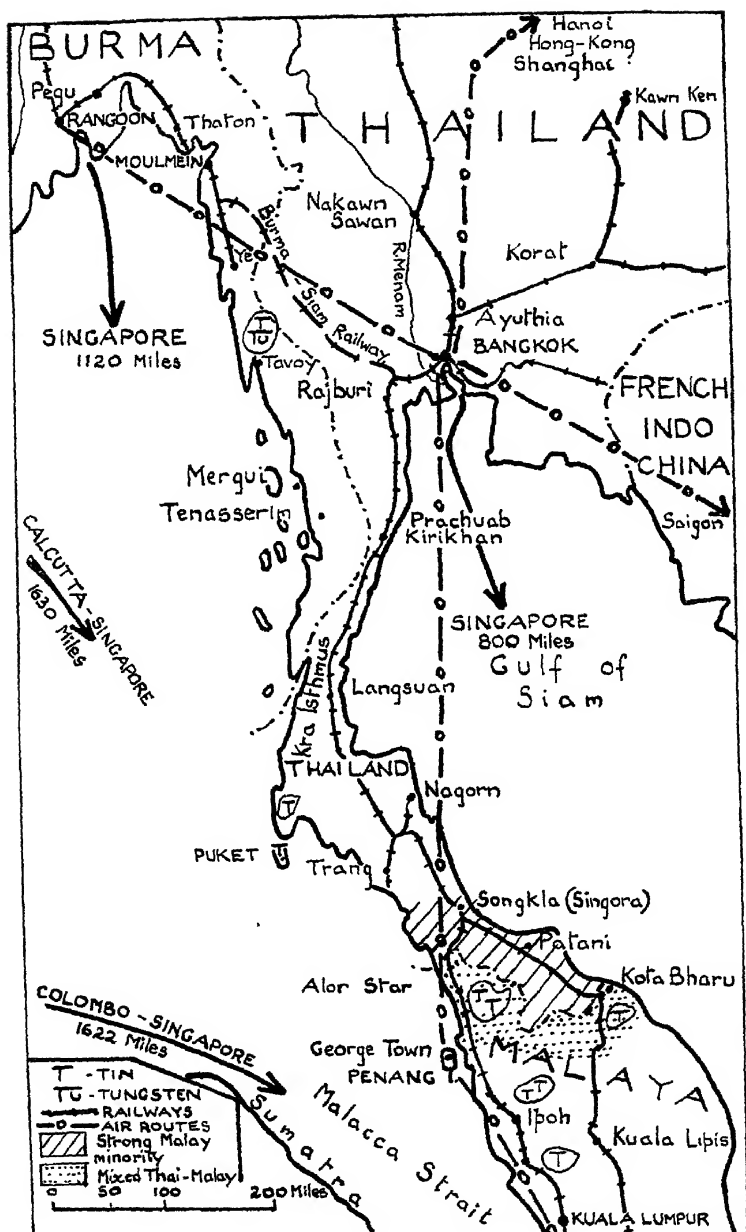 BURMA
Hanoi
Hong-Kong
Shanghai
Pegu
RANGOON
Thaton
MOULMEIN
THAILAND
Kawn Ken
Nakawn
Sawan
R. Menam
Korat
Ye
Burma - Siam Railway
SINGAPORE
1120 Miles
T
TU
Tavoy
Rajburi
Ayuthia
BANGKOK
FRENCH
INDO
CHINA
Saigon
Mergui
Tenasserim
Prachuab
Kirikhan
CALCUTTA-SINGAPORE
1630 Miles
SINGAPORE
800 Miles
Gulf of
Siam
Kra Isthmus
Langsuan
THAILAND
Nagorn
T
PUKET
T
Trang
Songkla (Singora)
Patani
Alor Star
Kota Bharu
T
T
T
COLOMBO-SINGAPORE
1622 Miles
George Town
PENANG
MALAYA
T T
Ipoh
T
Kuala Lipis
KUALA LUMPUR
Malacca Strait
Sumatra
T - TIN
TU - TUNGSTEN
RAILWAYS
AIR ROUTES
Strong Malay
minority
Mixed Thai-Malay
0 50 100 200 Miles